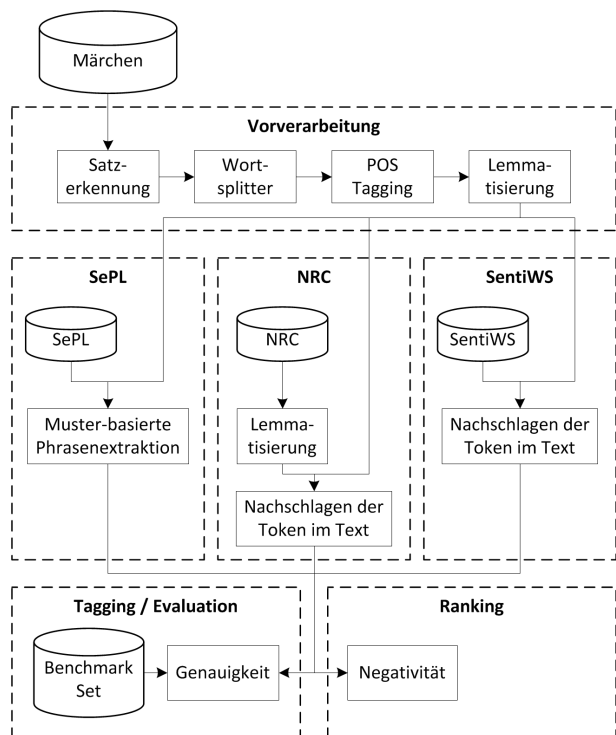 Märchen
Vorverarbeitung
Satz-
erkennung
Wort-
splitter
POS
Tagging
Lemma-
tisierung
SePL
SePL
Muster-basierte
Phrasenextraktion
NRC
NRC
Lemma-
tisierung
Nachschlagen der
Token im Text
SentiWS
SentiWS
Nachschlagen der
Token im Text
Tagging / Evaluation
Benchmark
Set
Genauigkeit
Ranking
Negativität